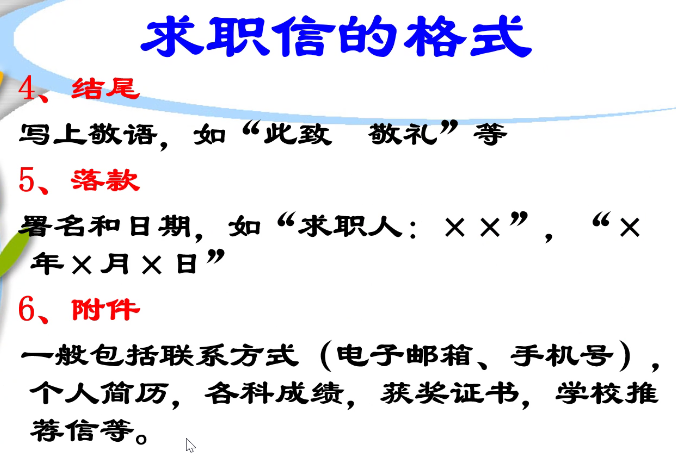 求职信的格式
4、结尾
写上敬语，如“此致　敬礼”等
5、落款
署名和日期，如“求职人：××”，“×
年×月×日”
6、附件
一般包括联系方式（电子邮箱、手机号），
个人简历，各科成绩，获奖证书，学校推
荐信等。